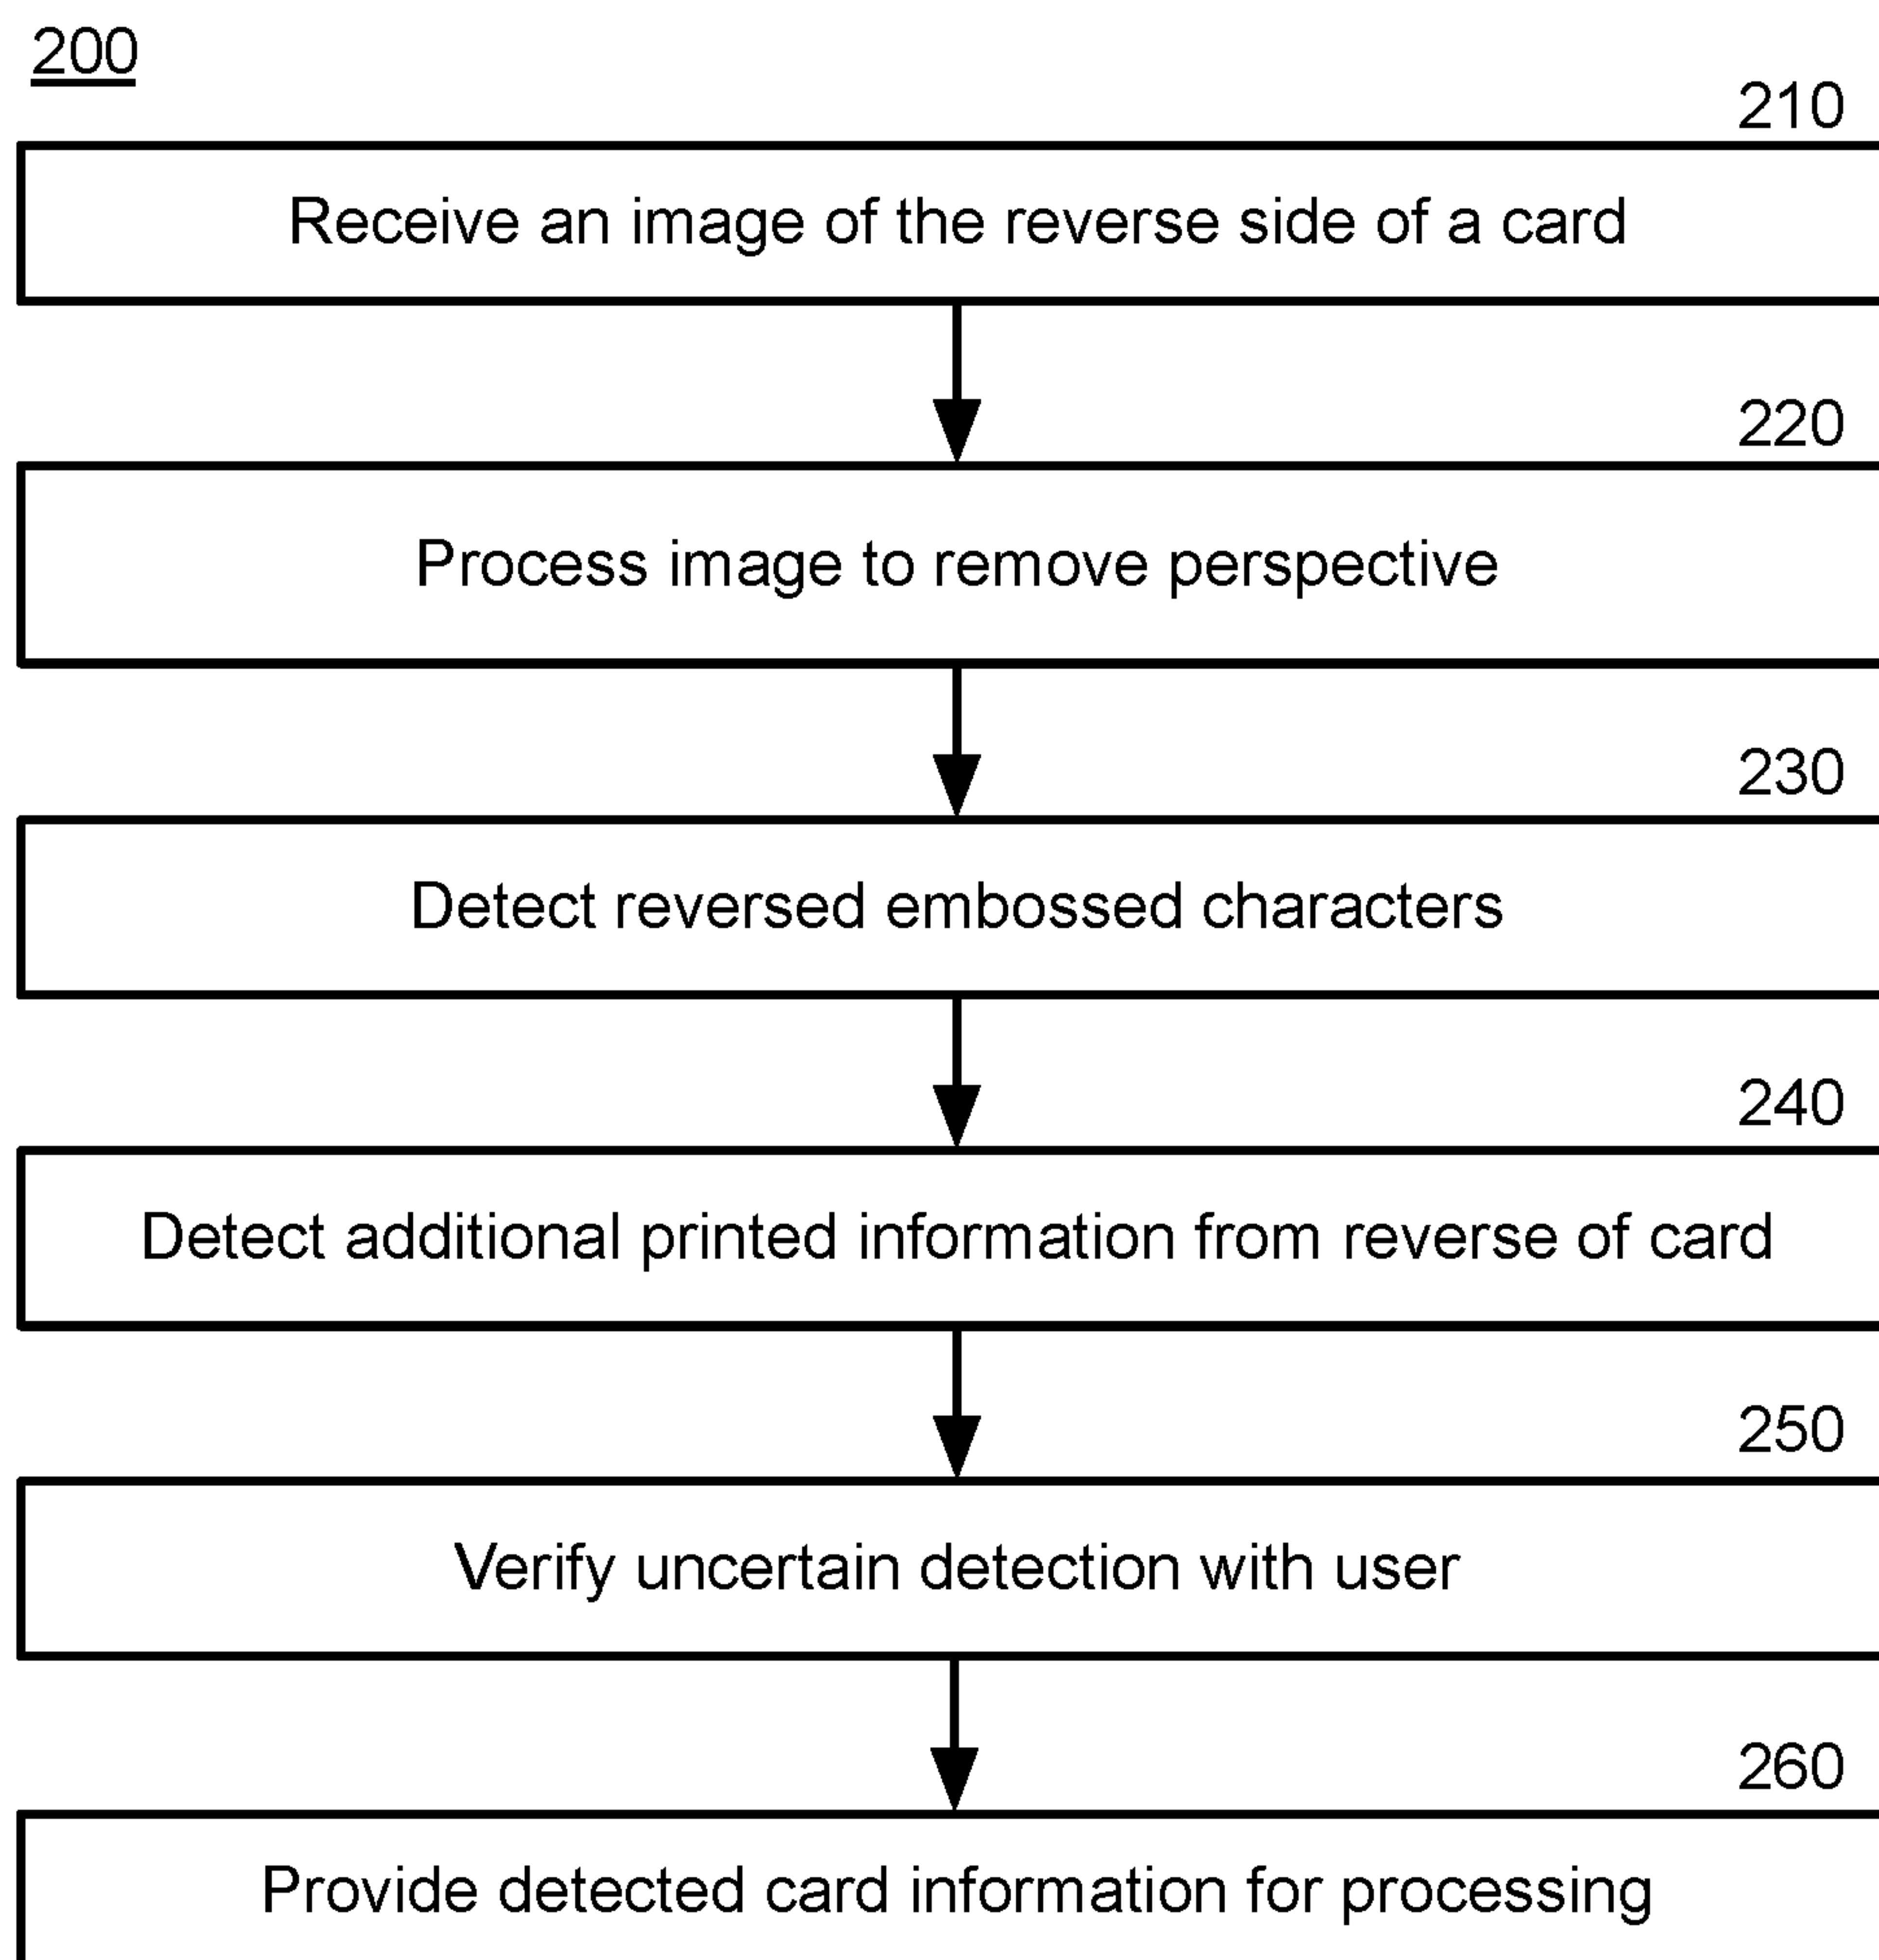 200
210
Receive an image of the reverse side of a card
220
Process image to remove perspective
230
Detect reversed embossed characters
240
Detect additional printed information from reverse of card
250
Verify uncertain detection with user
260
Provide detected card information for processing